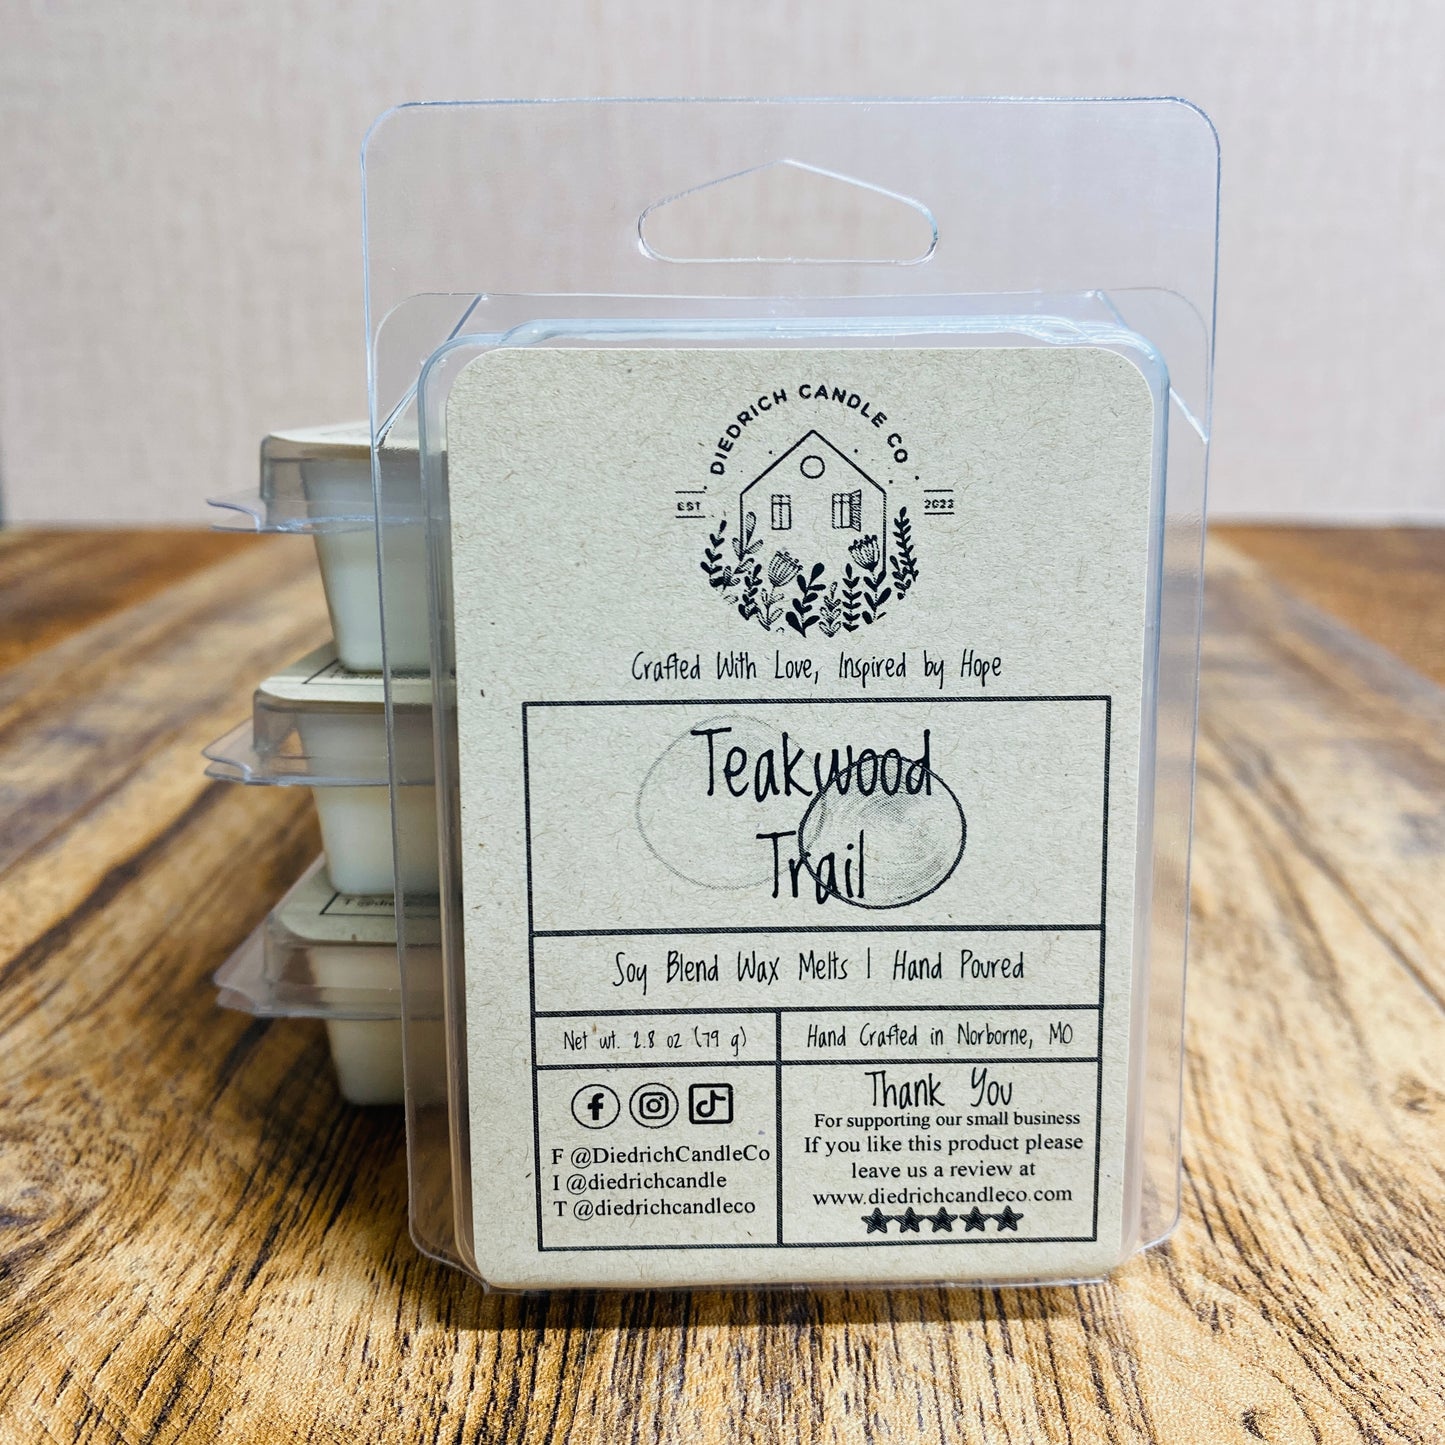 DIEDRICH CANDLE CO
EST 2022
Crafted With Love, Inspired by Hope
Teakwood
Trail
Soy Blend Wax Melts | Hand Poured
Net wt. 2.8 oz (79 g)
Hand Crafted in Norborne, MO
F @DiedrichCandleCo
I @diedrichcandle
T @diedrichcandleco
Thank You
For supporting our small business
If you like this product please
leave us a review at
www.diedrichcandleco.com